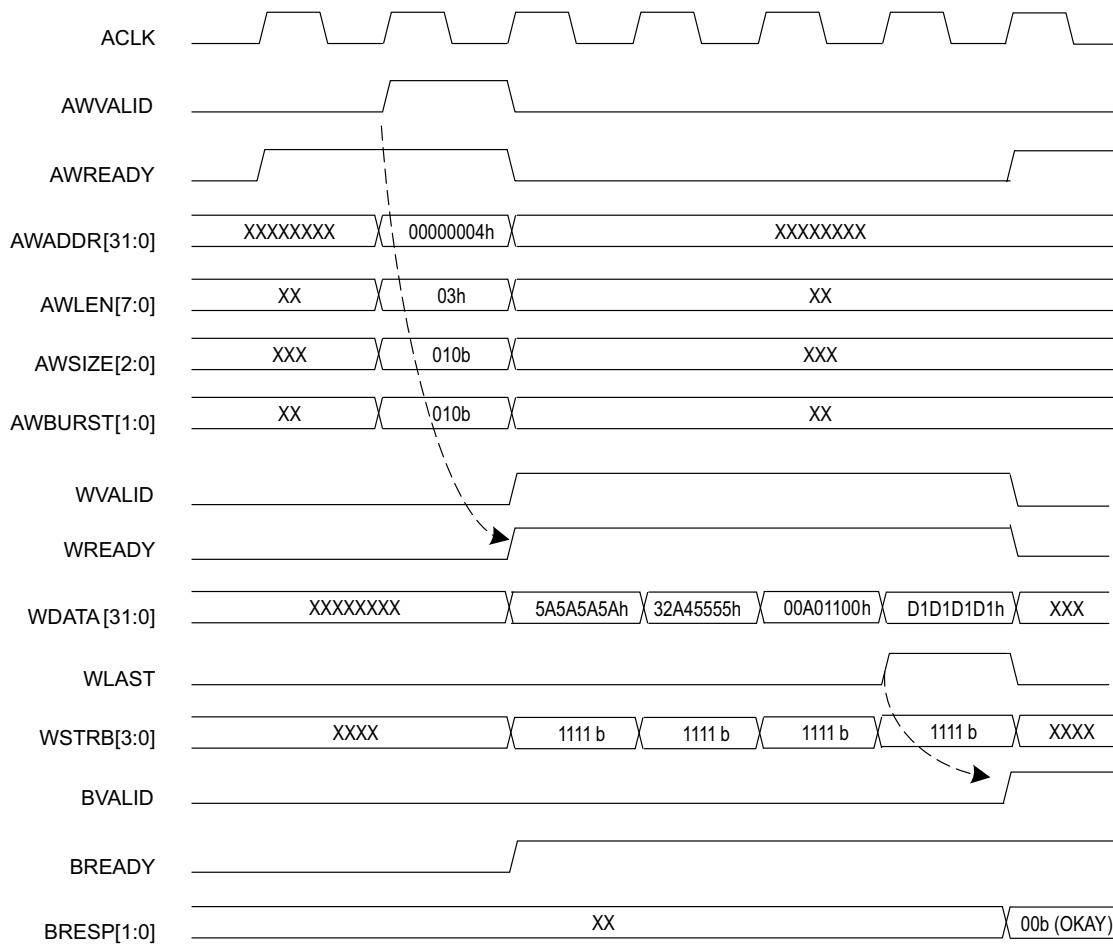 ACLK
AWVALID
AWREADY
AWADDR[31:0] XXXXXXXX 00000004h XXXXXXXX
AWLEN[7:0] XX 03h XX
AWSIZE[2:0] XXX 010b XXX
AWBURST[1:0] XX 010b XX
WVALID
WREADY
WDATA[31:0] XXXXXXXX 5A5A5A5Ah 32A45555h 00A01100h D1D1D1D1h XXX
WLAST
WSTRB[3:0] XXXX 1111 b 1111 b 1111 b 1111 b XXXX
BVALID
BREADY
BRESP[1:0] XX 00b (OKAY)